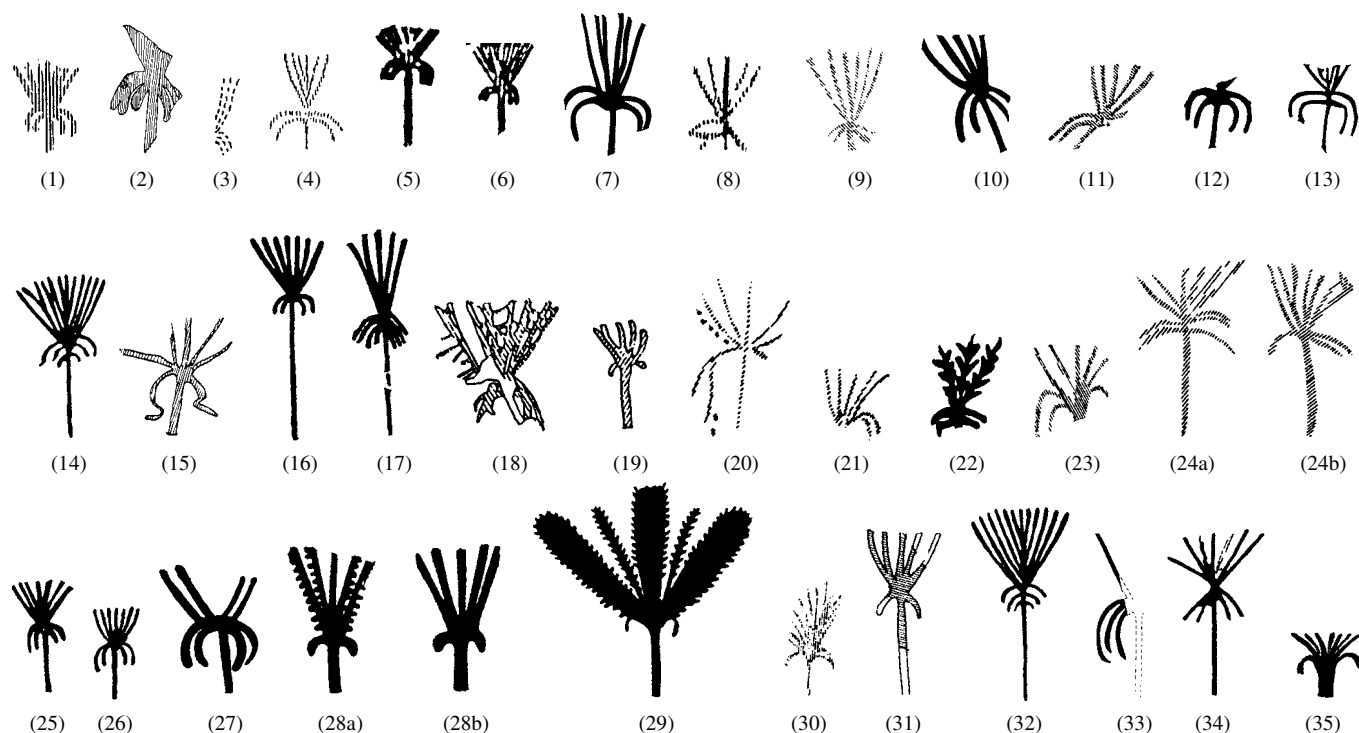 (1) (2) (3) (4) (5) (6) (7) (8) (9) (10) (11) (12) (13)
(14) (15) (16) (17) (18) (19) (20) (21) (22) (23) (24a) (24b)
(25) (26) (27) (28a) (28b) (29) (30) (31) (32) (33) (34) (35)